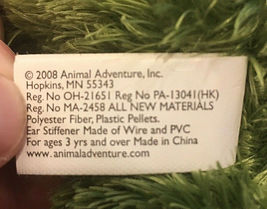 © 2008 Animal Adventure, Inc.
Hopkins, MN 55343
Reg. No OH-21651 Reg No PA-13041(HK)
Reg No MA-2458 ALL NEW MATERIALS
Polyester Fiber, Plastic Pellets.
Ear Stiffener Made of Wire and PVC
For ages 3 yrs and over Made in China
www.animaladventure.com